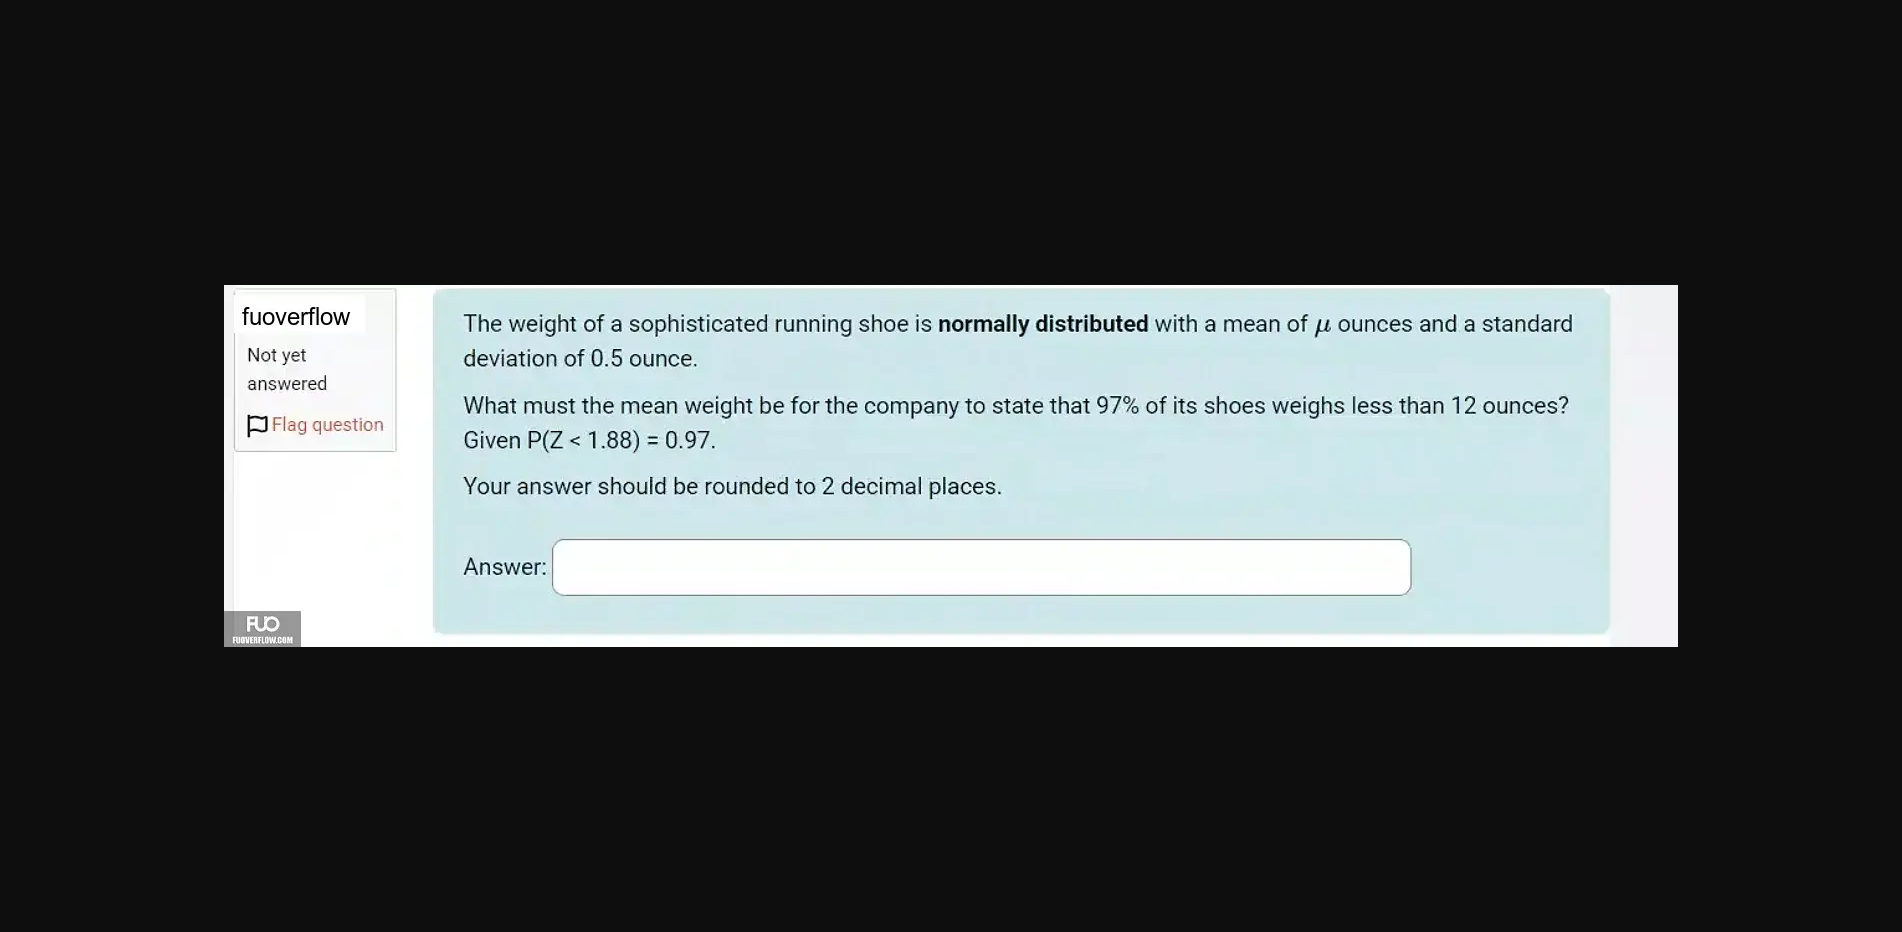 fuoverflow
Not yet
answered
Flag question
The weight of a sophisticated running shoe is normally distributed with a mean of μ ounces and a standard
deviation of 0.5 ounce.
What must the mean weight be for the company to state that 97% of its shoes weighs less than 12 ounces?
Given P(Z < 1.88) = 0.97.
Your answer should be rounded to 2 decimal places.
Answer:
FUO
FUOVERFLOW.COM